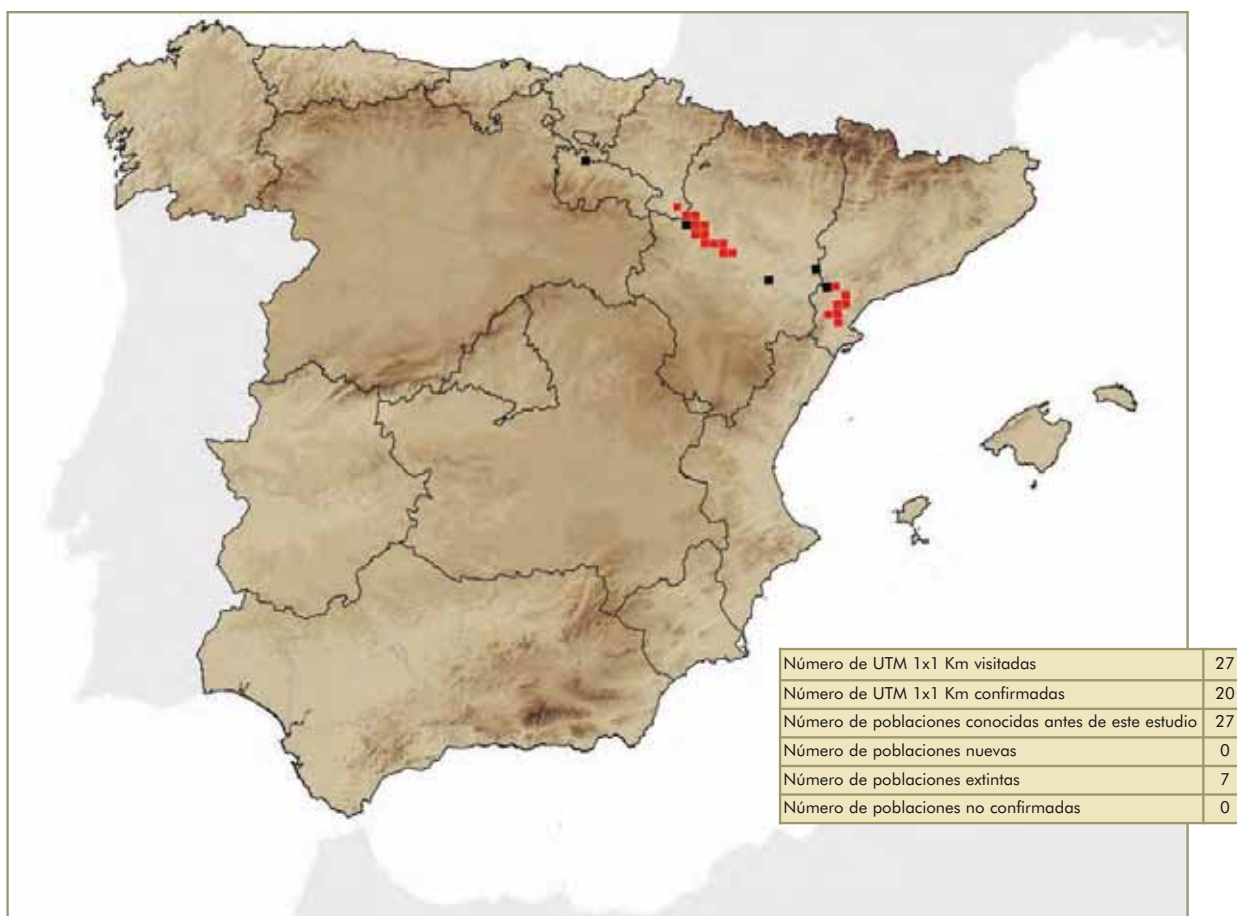 Número de UTM 1x1 Km visitadas 27
Número de UTM 1x1 Km confirmadas 20
Número de poblaciones conocidas antes de este estudio 27
Número de poblaciones nuevas 0
Número de poblaciones extintas 7
Número de poblaciones no confirmadas 0